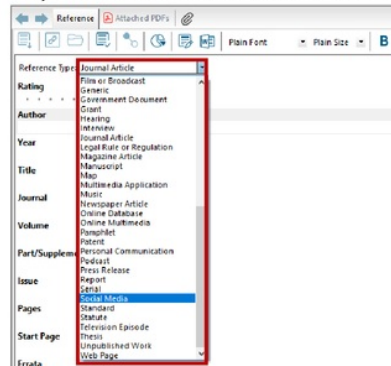 Reference Attached PDFs
Plain Font Plain Size B
Reference Type: Journal Article
Rating
Film or Broadcast
Generic
Government Document
Grant
Author
Hearing
Interview
Journal Article
Year
Legal Rule or Regulation
Magazine Article
Manuscript
Title
Map
Multimedia Application
Music
Journal
Newspaper Article
Online Database
Online Multimedia
Volume
Pamphlet
Patent
Part/Suppleme
Personal Communication
Podcast
Press Release
Issue
Report
Serial
Social Media
Pages
Standard
Statute
Television Episode
Start Page
Thesis
Unpublished Work
Web Page
Errata